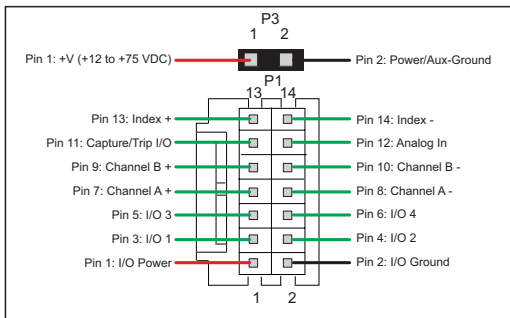 P3
1 2
Pin 1: +V (+12 to +75 VDC) Pin 2: Power/Aux-Ground
P1
13 14
Pin 13: Index + Pin 14: Index -
Pin 11: Capture/Trip I/O Pin 12: Analog In
Pin 9: Channel B + Pin 10: Channel B -
Pin 7: Channel A + Pin 8: Channel A -
Pin 5: I/O 3 Pin 6: I/O 4
Pin 3: I/O 1 Pin 4: I/O 2
Pin 1: I/O Power Pin 2: I/O Ground
1 2